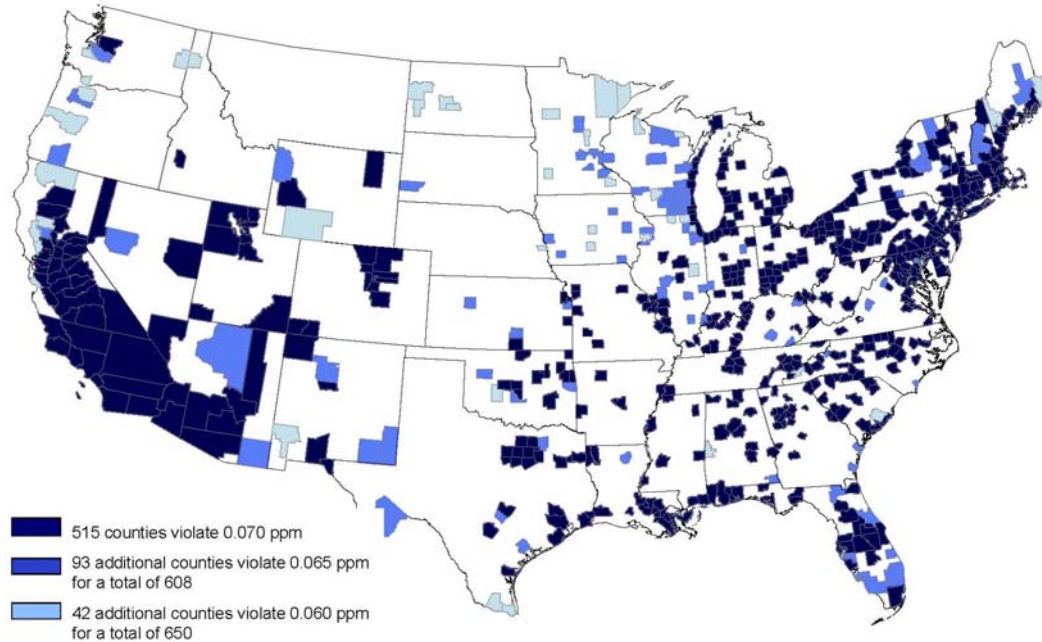 515 counties violate 0.070 ppm
93 additional counties violate 0.065 ppm
for a total of 608
42 additional counties violate 0.060 ppm
for a total of 650